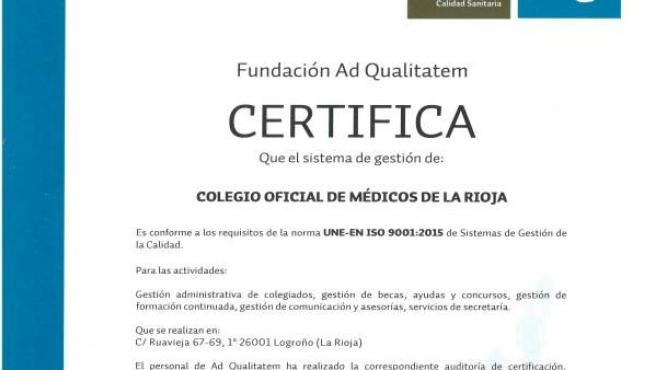 Calidad Sanitaria
Fundación Ad Qualitatem
CERTIFICA
Que el sistema de gestión de:
COLEGIO OFICIAL DE MÉDICOS DE LA RIOJA
Es conforme a los requisitos de la norma UNE-EN ISO 9001:2015 de Sistemas de Gestión de
la Calidad.
Para las actividades:
Gestión administrativa de colegiados, gestión de becas, ayudas y concursos, gestión de
formación continuada, gestión de comunicación y asesorías, servicios de secretaría.
Que se realizan en:
C/ Ruavieja 67-69, 1º 26001 Logroño (La Rioja)
El personal de Ad Qualitatem ha realizado la correspondiente auditoría de certificación,